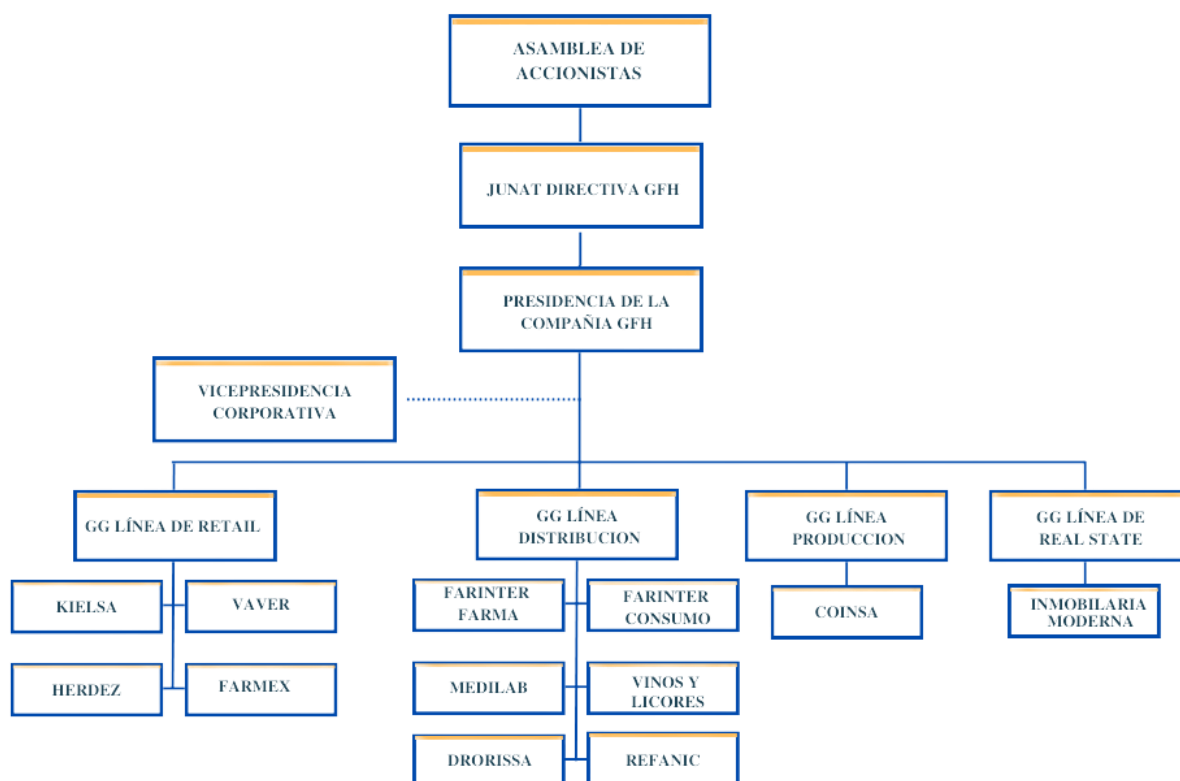 ASAMBLEA DE
ACCIONISTAS
JUNAT DIRECTIVA GFH
PRESIDENCIA DE LA
COMPAÑIA GFH
VICEPRESIDENCIA
CORPORATIVA
GG LÍNEA DE RETAIL
GG LÍNEA
DISTRIBUCION
GG LÍNEA
PRODUCCION
GG LÍNEA DE
REAL STATE
KIELSA
VAVER
FARINTER
FARMA
FARINTER
CONSUMO
COINSA
INMOBILARIA
MODERNA
HERDEZ
FARMEX
MEDILAB
VINOS Y
LICORES
DRORISSA
REFANIC